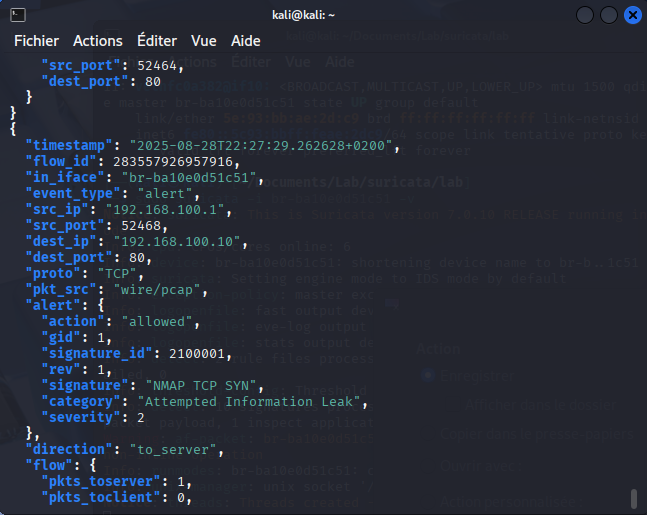 kali@kali: ~
Fichier Actions Éditer Vue Aide
"src_port": 52464,
"dest_port": 80
}
}
{
"timestamp": "2025-08-28T22:27:29.262628+0200",
"flow_id": 283557926957916,
"in_iface": "br-ba10e0d51c51",
"event_type": "alert",
"src_ip": "192.168.100.1",
"src_port": 52468,
"dest_ip": "192.168.100.10",
"dest_port": 80,
"proto": "TCP",
"pkt_src": "wire/pcap",
"alert": {
"action": "allowed",
"gid": 1,
"signature_id": 2100001,
"rev": 1,
"signature": "NMAP TCP SYN",
"category": "Attempted Information Leak",
"severity": 2
},
"direction": "to_server",
"flow": {
"pkts_toserver": 1,
"pkts_toclient": 0,